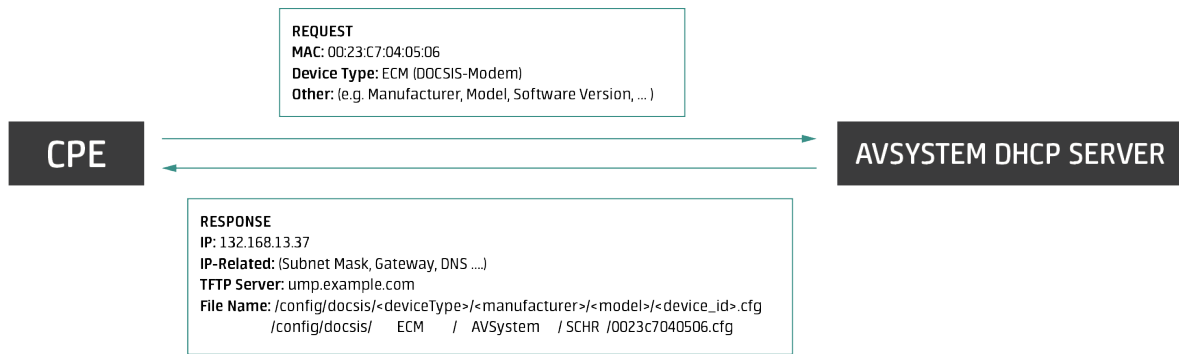 REQUEST
MAC: 00:23:C7:04:05:06
Device Type: ECM (DOCSIS-Modem)
Other: (e.g. Manufacturer, Model, Software Version, ... )
CPE
AVSYSTEM DHCP SERVER
RESPONSE
IP: 132.168.13.37
IP-Related: (Subnet Mask, Gateway, DNS ....)
TFTP Server: ump.example.com
File Name: /config/docsis/<deviceType>/<manufacturer>/<model>/<device_id>.cfg
/config/docsis/ ECM / AVSystem / SCHR /0023c7040506.cfg